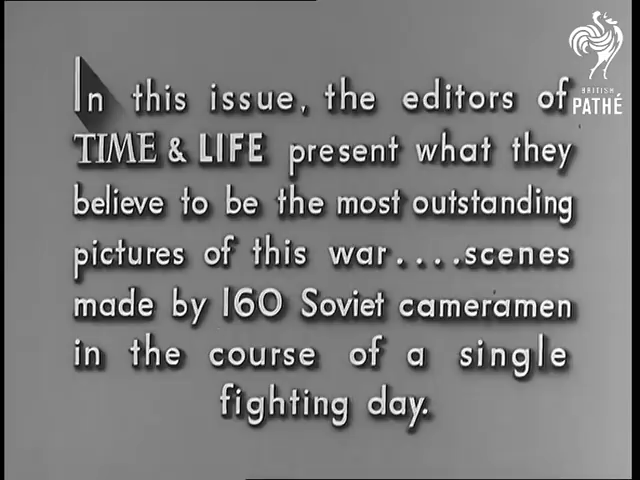 In this issue, the editors of
TIME & LIFE present what they
believe to be the most outstanding
pictures of this war....scenes
made by 160 Soviet cameramen
in the course of a single
fighting day.
BRITISH
PATHÉ